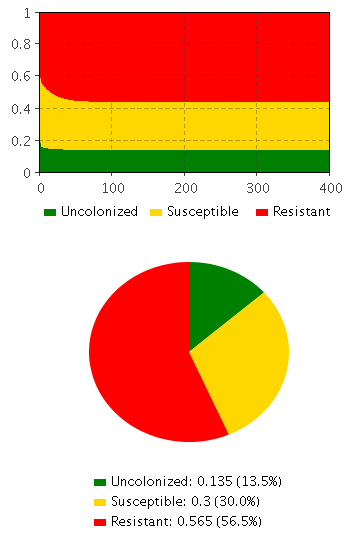 1
0.8
0.6
0.4
0.2
0
0 100 200 300 400
Uncolonized Susceptible Resistant
Uncolonized: 0.135 (13.5%)
Susceptible: 0.3 (30.0%)
Resistant: 0.565 (56.5%)